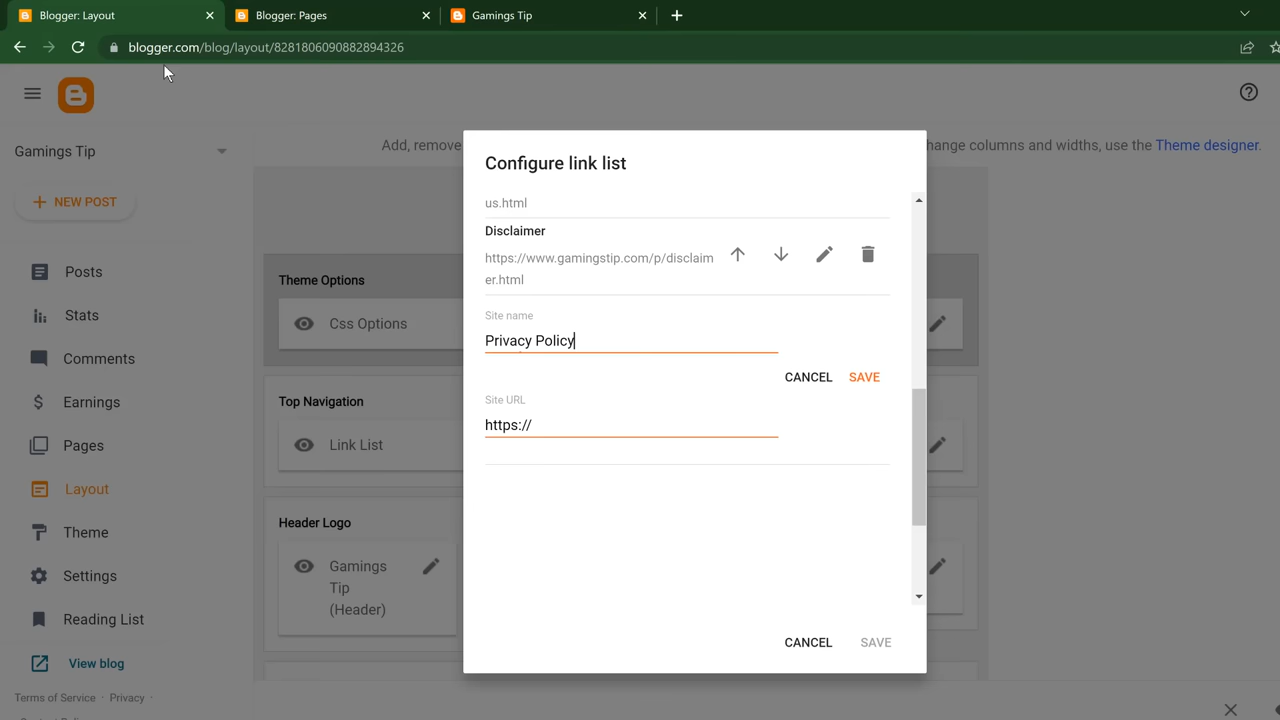 Blogger: Layout
Blogger: Pages
Gamings Tip
blogger.com/blog/layout/8281806090882894326
Gamings Tip
NEW POST
Posts
Stats
Comments
Earnings
Pages
Layout
Theme
Settings
Reading List
View blog
Terms of Service · Privacy ·
Add, remove
hange columns and widths, use the Theme designer.
Theme Options
Css Options
Top Navigation
Link List
Header Logo
Gamings
Tip
(Header)
Configure link list
us.html
Disclaimer
https://www.gamingstip.com/p/disclaim
er.html
Site name
Privacy Policy
CANCEL SAVE
Site URL
https://
CANCEL SAVE